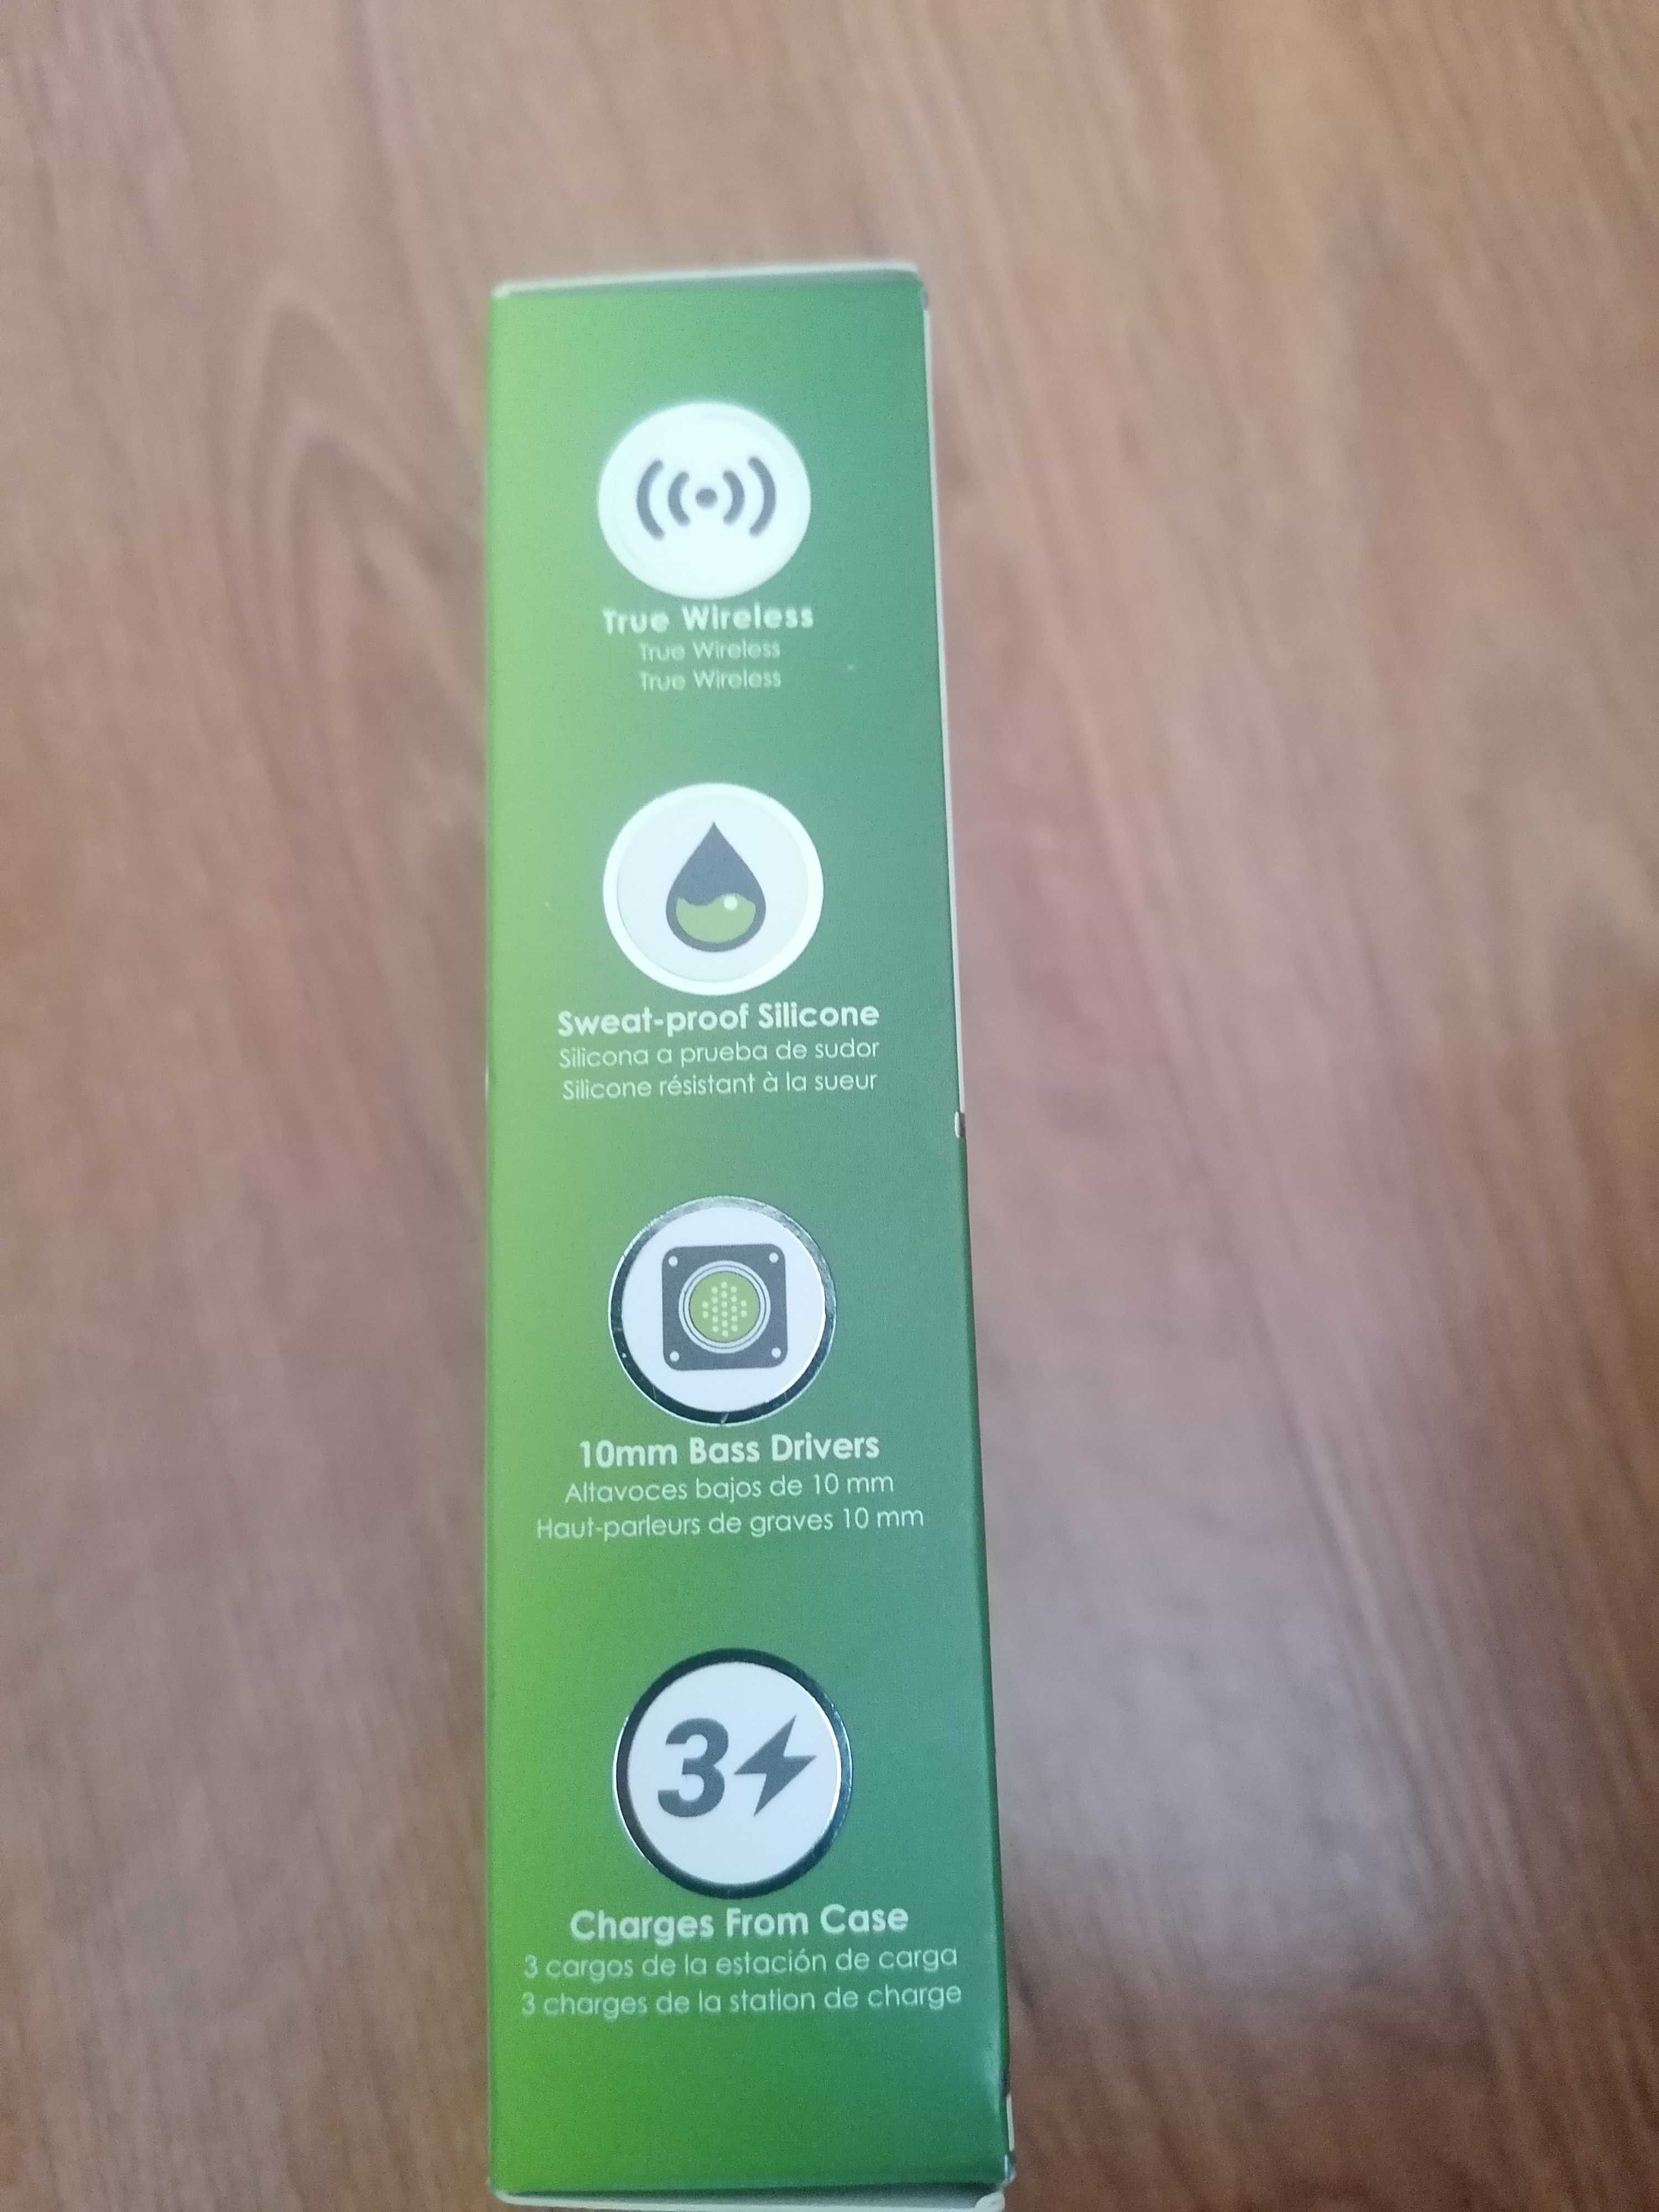 True Wireless
True Wireless
True Wireless
Sweat-proof Silicone
Silicona a prueba de sudor
Silicone résistant à la sueur
10mm Bass Drivers
Altavoces bajos de 10 mm
Haut-parleurs de graves 10 mm
3
Charges From Case
3 cargos de la estación de carga
3 charges de la station de charge